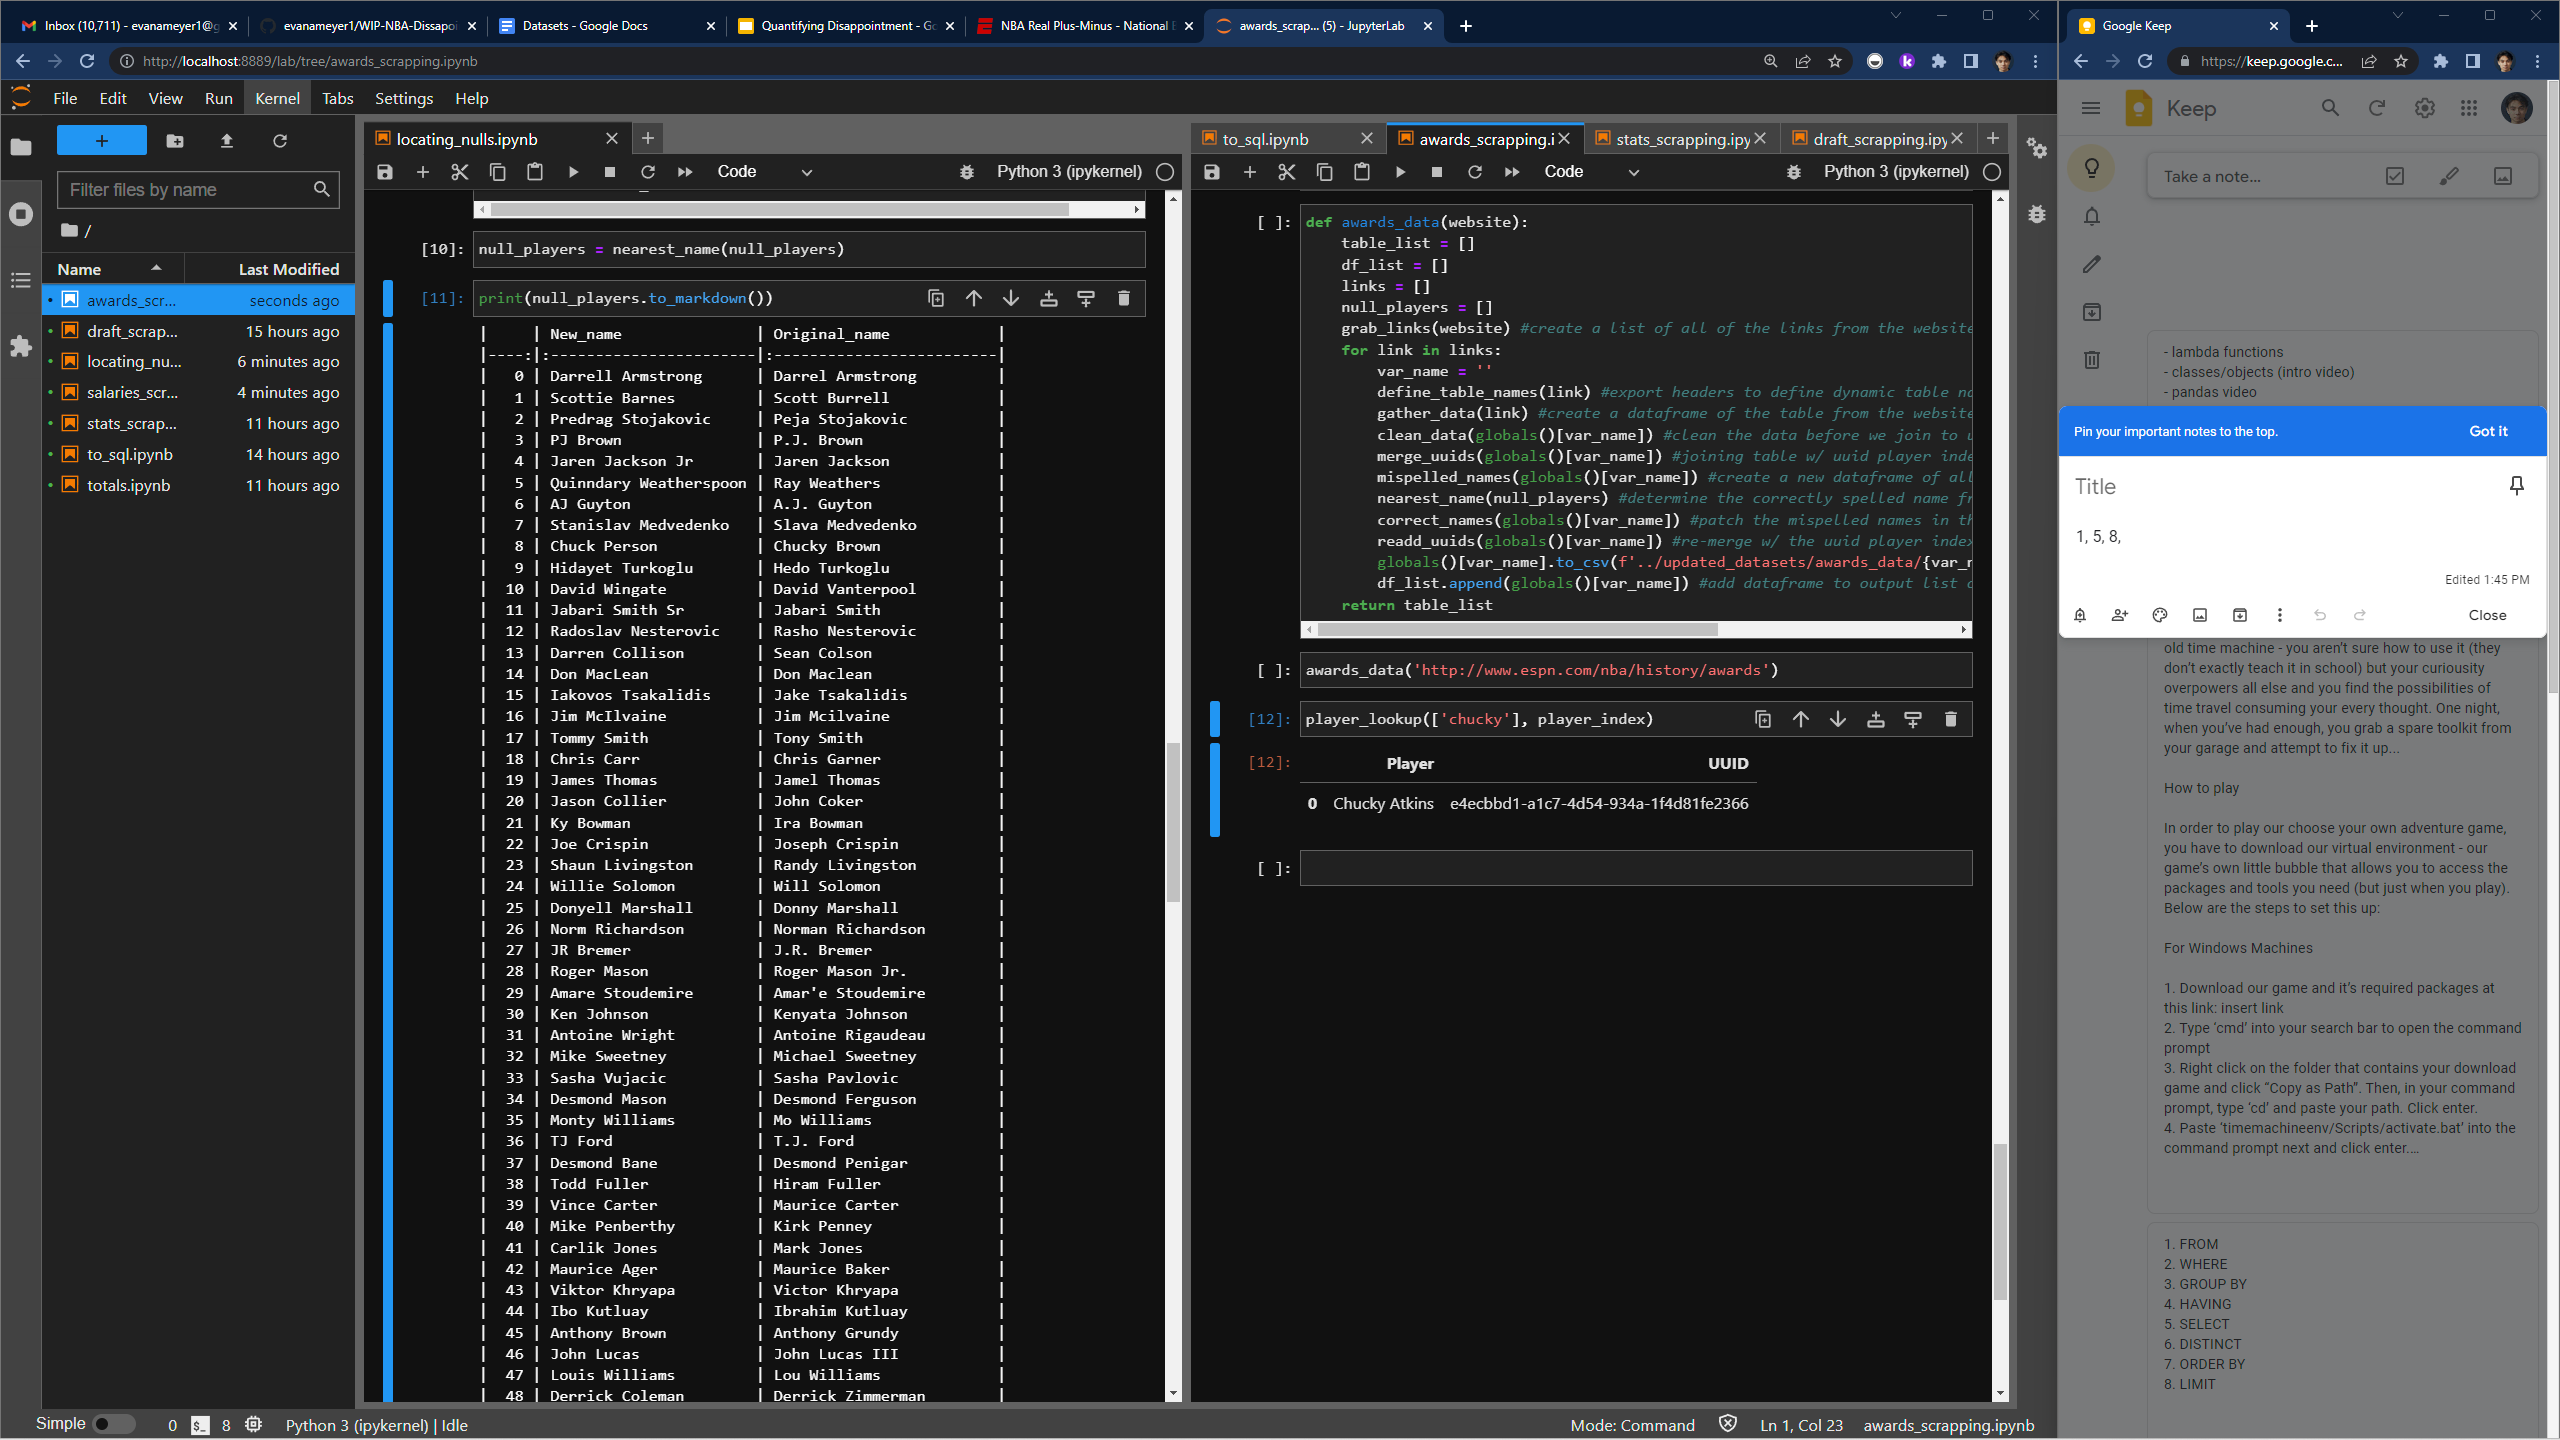 Inbox (10,711) - evanameyer1@g
evanameyer1/WIP-NBA-Dissapoi
Datasets - Google Docs
Quantifying Disappointment - Go
NBA Real Plus-Minus - National B
awards_scrap... (5) - JupyterLab
http://localhost:8889/lab/tree/awards_scrapping.ipynb
File Edit View Run Kernel Tabs Settings Help
Filter files by name
/
Name Last Modified
awards_scr... seconds ago
draft_scrap... 15 hours ago
locating_nu... 6 minutes ago
salaries_scr... 4 minutes ago
stats_scrap... 11 hours ago
to_sql.ipynb 14 hours ago
totals.ipynb 11 hours ago
locating_nulls.ipynb
Code Python 3 (ipykernel)
[10]: null_players = nearest_name(null_players)
[11]: print(null_players.to_markdown())
| | New_name | Original_name |
|----:|:-----------------------|:-------------------------|
| 0 | Darrell Armstrong | Darrel Armstrong |
| 1 | Scottie Barnes | Scott Burrell |
| 2 | Predrag Stojakovic | Peja Stojakovic |
| 3 | PJ Brown | P.J. Brown |
| 4 | Jaren Jackson Jr | Jaren Jackson |
| 5 | Quinndary Weatherspoon | Ray Weathers |
| 6 | AJ Guyton | A.J. Guyton |
| 7 | Stanislav Medvedenko | Slava Medvedenko |
| 8 | Chuck Person | Chucky Brown |
| 9 | Hidayet Turkoglu | Hedo Turkoglu |
| 10 | David Wingate | David Vanterpool |
| 11 | Jabari Smith Sr | Jabari Smith |
| 12 | Radoslav Nesterovic | Rasho Nesterovic |
| 13 | Darren Collison | Sean Colson |
| 14 | Don MacLean | Don Maclean |
| 15 | Iakovos Tsakalidis | Jake Tsakalidis |
| 16 | Jim McIlvaine | Jim Mcilvaine |
| 17 | Tommy Smith | Tony Smith |
| 18 | Chris Carr | Chris Garner |
| 19 | James Thomas | Jamel Thomas |
| 20 | Jason Collier | John Coker |
| 21 | Ky Bowman | Ira Bowman |
| 22 | Joe Crispin | Joseph Crispin |
| 23 | Shaun Livingston | Randy Livingston |
| 24 | Willie Solomon | Will Solomon |
| 25 | Donyell Marshall | Donny Marshall |
| 26 | Norm Richardson | Norman Richardson |
| 27 | JR Bremer | J.R. Bremer |
| 28 | Roger Mason | Roger Mason Jr. |
| 29 | Amare Stoudemire | Amar'e Stoudemire |
| 30 | Ken Johnson | Kenyata Johnson |
| 31 | Antoine Wright | Antoine Rigaudeau |
| 32 | Mike Sweetney | Michael Sweetney |
| 33 | Sasha Vujacic | Sasha Pavlovic |
| 34 | Desmond Mason | Desmond Ferguson |
| 35 | Monty Williams | Mo Williams |
| 36 | TJ Ford | T.J. Ford |
| 37 | Desmond Bane | Desmond Penigar |
| 38 | Todd Fuller | Hiram Fuller |
| 39 | Vince Carter | Maurice Carter |
| 40 | Mike Penberthy | Kirk Penney |
| 41 | Carlik Jones | Mark Jones |
| 42 | Maurice Ager | Maurice Baker |
| 43 | Viktor Khryapa | Victor Khryapa |
| 44 | Ibo Kutluay | Ibrahim Kutluay |
| 45 | Anthony Brown | Anthony Grundy |
| 46 | John Lucas | John Lucas III |
| 47 | Louis Williams | Lou Williams |
| 48 | Derrick Coleman | Derrick Zimmerman
to_sql.ipynb
awards_scrapping.i
stats_scrapping.ipy
draft_scrapping.ipy
Code Python 3 (ipykernel)
[ ]: def awards_data(website):
table_list = []
df_list = []
links = []
null_players = []
grab_links(website) #create a list of all of the links from the website
for link in links:
var_name = ''
define_table_names(link) #export headers to define dynamic table na
gather_data(link) #create a dataframe of the table from the website
clean_data(globals()[var_name]) #clean the data before we join to u
merge_uuids(globals()[var_name]) #joining table w/ uuid player inde
mispelled_names(globals()[var_name]) #create a new dataframe of all
nearest_name(null_players) #determine the correctly spelled name fr
correct_names(globals()[var_name]) #patch the mispelled names in th
readd_uuids(globals()[var_name]) #re-merge w/ the uuid player index
globals()[var_name].to_csv(f'../updated_datasets/awards_data/{var_n
df_list.append(globals()[var_name]) #add dataframe to output list o
return table_list
[ ]: awards_data('http://www.espn.com/nba/history/awards')
[12]: player_lookup(['chucky'], player_index)
[12]: Player UUID
0 Chucky Atkins e4ecbbd1-a1c7-4d54-934a-1f4d81fe2366
[ ]:
Simple 0 $_ 8 Python 3 (ipykernel) | Idle
Mode: Command Ln 1, Col 23 awards_scrapping.ipynb
Google Keep
https://keep.google.c...
Keep
Take a note...
- lambda functions
- classes/objects (intro video)
- pandas video
Pin your important notes to the top. Got it
Title
1, 5, 8,
Edited 1:45 PM
Close
old time machine - you aren't sure how to use it (they
don't exactly teach it in school) but your curiousity
overpowers all else and you find the possibilities of
time travel consuming your every thought. One night,
when you've had enough, you grab a spare toolkit from
your garage and attempt to fix it up...
How to play
In order to play our choose your own adventure game,
you have to download our virtual environment - our
game's own little bubble that allows you to access the
packages and tools you need (but just when you play).
Below are the steps to set this up:
For Windows Machines
1. Download our game and it's required packages at
this link: insert link
2. Type 'cmd' into your search bar to open the command
prompt
3. Right click on the folder that contains your download
game and click “Copy as Path”. Then, in your command
prompt, type 'cd' and paste your path. Click enter.
4. Paste 'timemachineenv/Scripts/activate.bat' into the
command prompt next and click enter....
1. FROM
2. WHERE
3. GROUP BY
4. HAVING
5. SELECT
6. DISTINCT
7. ORDER BY
8. LIMIT